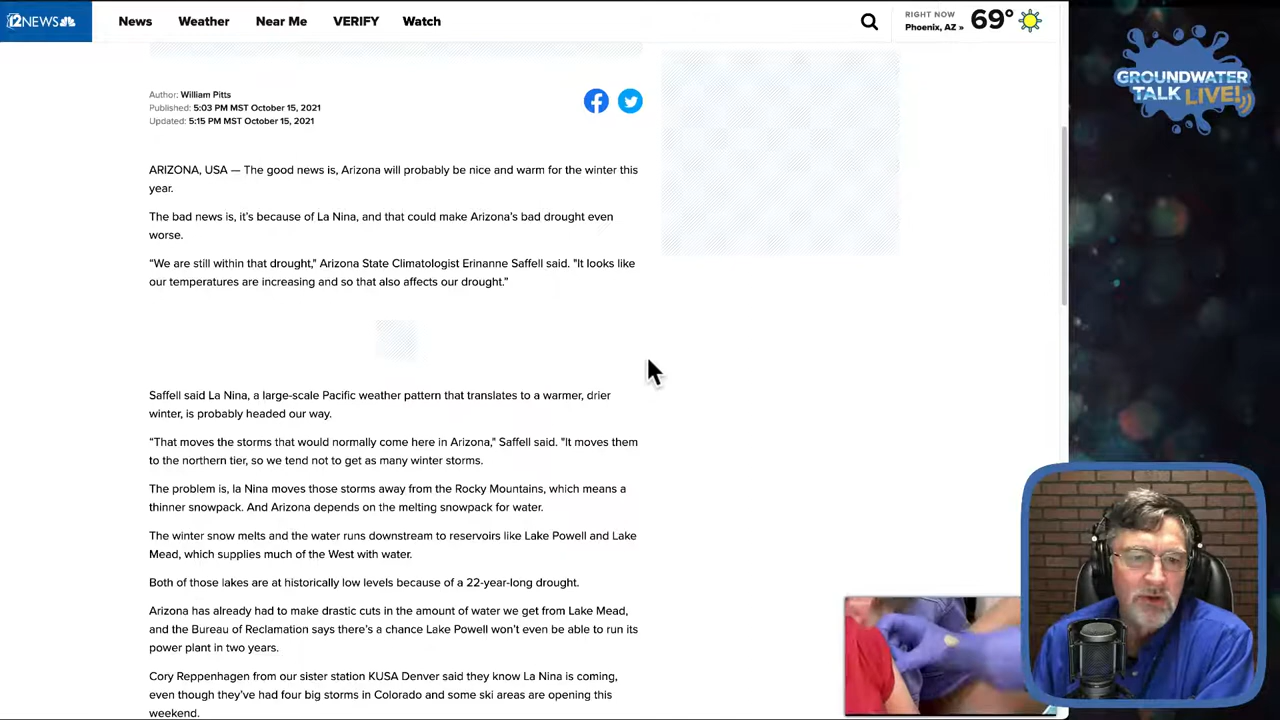 12NEWS
News
Weather
Near Me
VERIFY
Watch
RIGHT NOW
Phoenix, AZ »
69°
GROUNDWATER
TALK LIVE!
Author: William Pitts
Published: 5:03 PM MST October 15, 2021
Updated: 5:15 PM MST October 15, 2021
ARIZONA, USA — The good news is, Arizona will probably be nice and warm for the winter this
year.
The bad news is, it’s because of La Nina, and that could make Arizona’s bad drought even
worse.
“We are still within that drought," Arizona State Climatologist Erinanne Saffell said. "It looks like
our temperatures are increasing and so that also affects our drought.”
Saffell said La Nina, a large-scale Pacific weather pattern that translates to a warmer, drier
winter, is probably headed our way.
“That moves the storms that would normally come here in Arizona," Saffell said. "It moves them
to the northern tier, so we tend not to get as many winter storms.
The problem is, la Nina moves those storms away from the Rocky Mountains, which means a
thinner snowpack. And Arizona depends on the melting snowpack for water.
The winter snow melts and the water runs downstream to reservoirs like Lake Powell and Lake
Mead, which supplies much of the West with water.
Both of those lakes are at historically low levels because of a 22-year-long drought.
Arizona has already had to make drastic cuts in the amount of water we get from Lake Mead,
and the Bureau of Reclamation says there’s a chance Lake Powell won’t even be able to run its
power plant in two years.
Cory Reppenhagen from our sister station KUSA Denver said they know La Nina is coming,
even though they’ve had four big storms in Colorado and some ski areas are opening this
weekend.